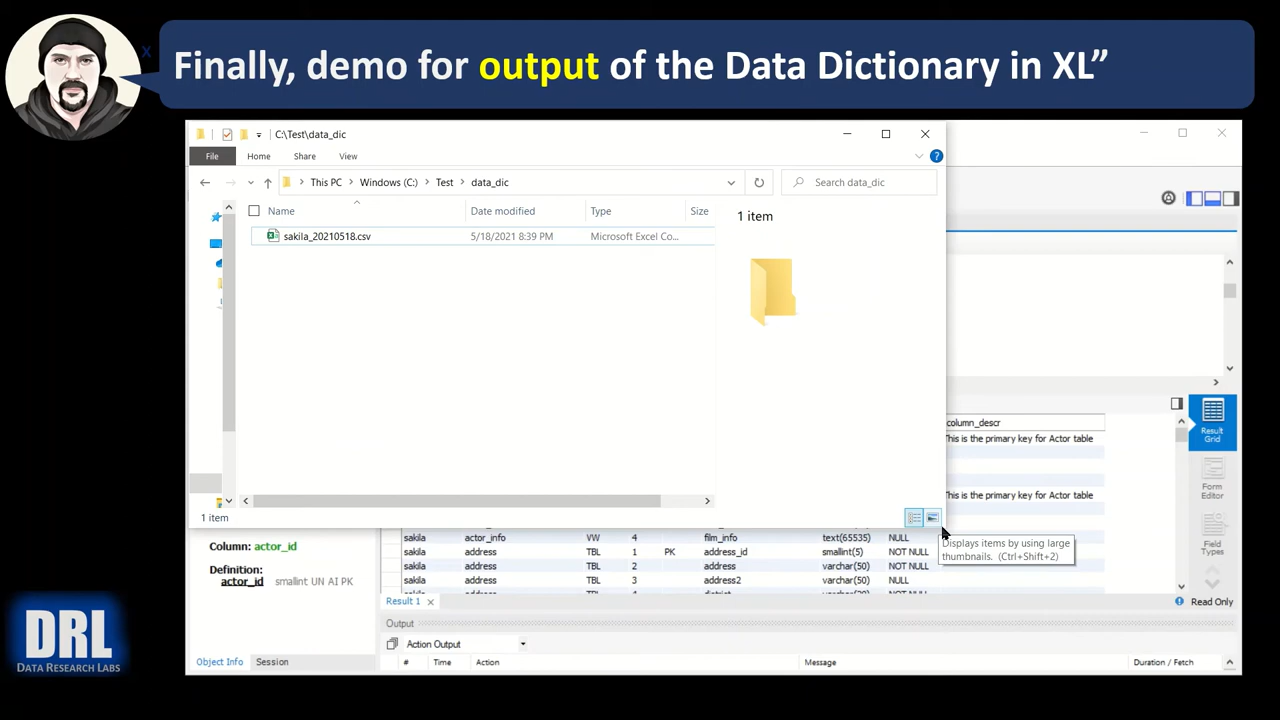 x
Finally, demo for output of the Data Dictionary in XL”
C:\Test\data_dic
File Home Share View
This PC > Windows (C:) > Test > data_dic
Search data_dic
Name Date modified Type Size
sakila_20210518.csv 5/18/2021 8:39 PM Microsoft Excel Co...
1 item
1 item
Displays items by using large
thumbnails. (Ctrl+Shift+2)
column_descr
This is the primary key for Actor table
This is the primary key for Actor table
sakila actor_info VW 4 film_info text(65535) NULL
sakila address TBL 1 PK address_id smallint(5) NOT NULL
sakila address TBL 2 address varchar(50) NOT NULL
sakila address TBL 3 address2 varchar(50) NULL
Result
Grid
Form
Editor
Field
Types
Column: actor_id
Definition:
actor_id smallint UN AI PK
Result 1
Read Only
Output
Action Output
# Time Action Message Duration / Fetch
Object Info Session
DRL
DATA RESEARCH LABS